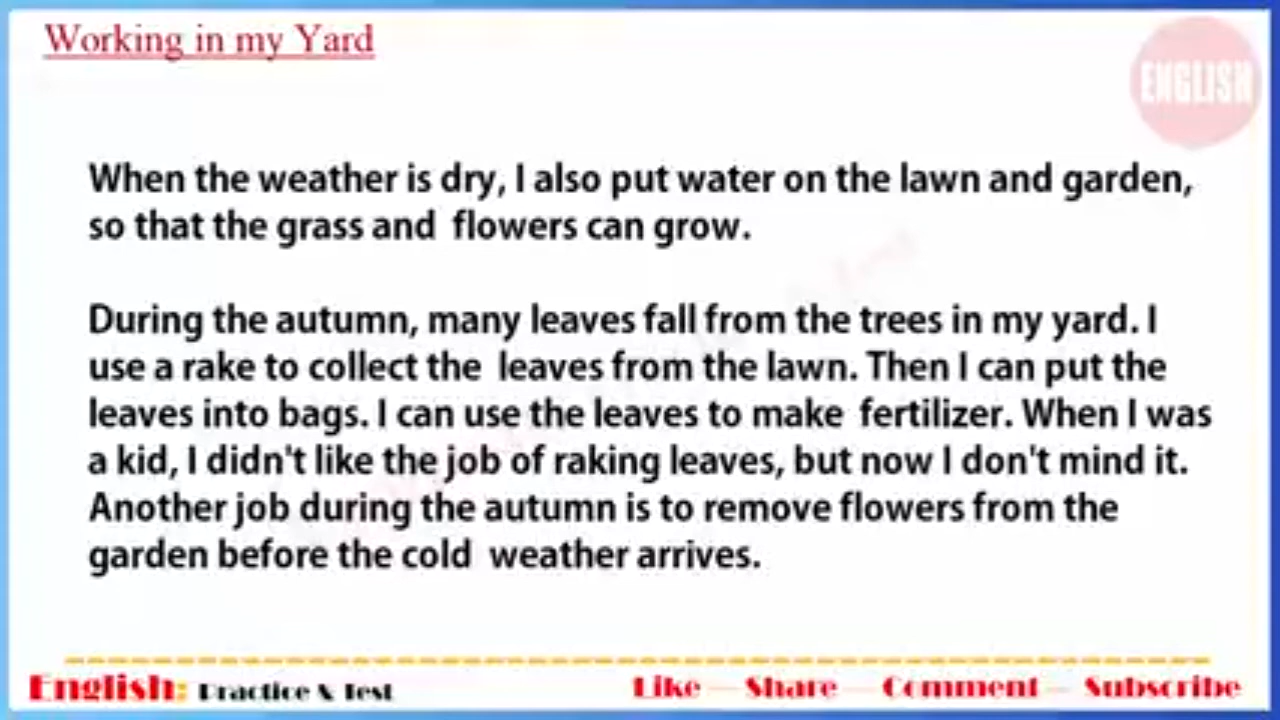 Working in my Yard
ENGLISH
When the weather is dry, I also put water on the lawn and garden,
so that the grass and  flowers can grow.
During the autumn, many leaves fall from the trees in my yard. I
use a rake to collect the  leaves from the lawn. Then I can put the
leaves into bags. I can use the leaves to make  fertilizer. When I was
a kid, I didn't like the job of raking leaves, but now I don't mind it.
Another job during the autumn is to remove flowers from the
garden before the cold  weather arrives.
English: Practice & Test
Like — Share — Comment — Subscribe